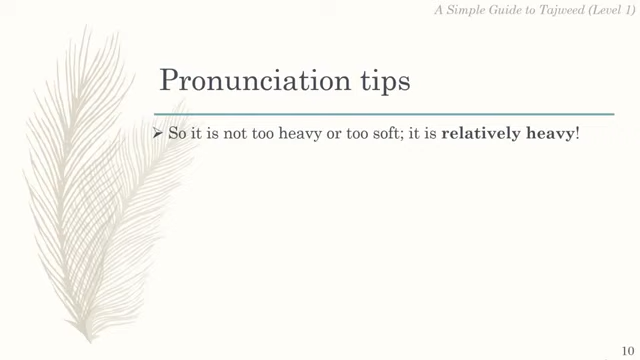 A Simple Guide to Tajweed (Level 1)
Pronunciation tips
➤ So it is not too heavy or too soft; it is relatively heavy!
10